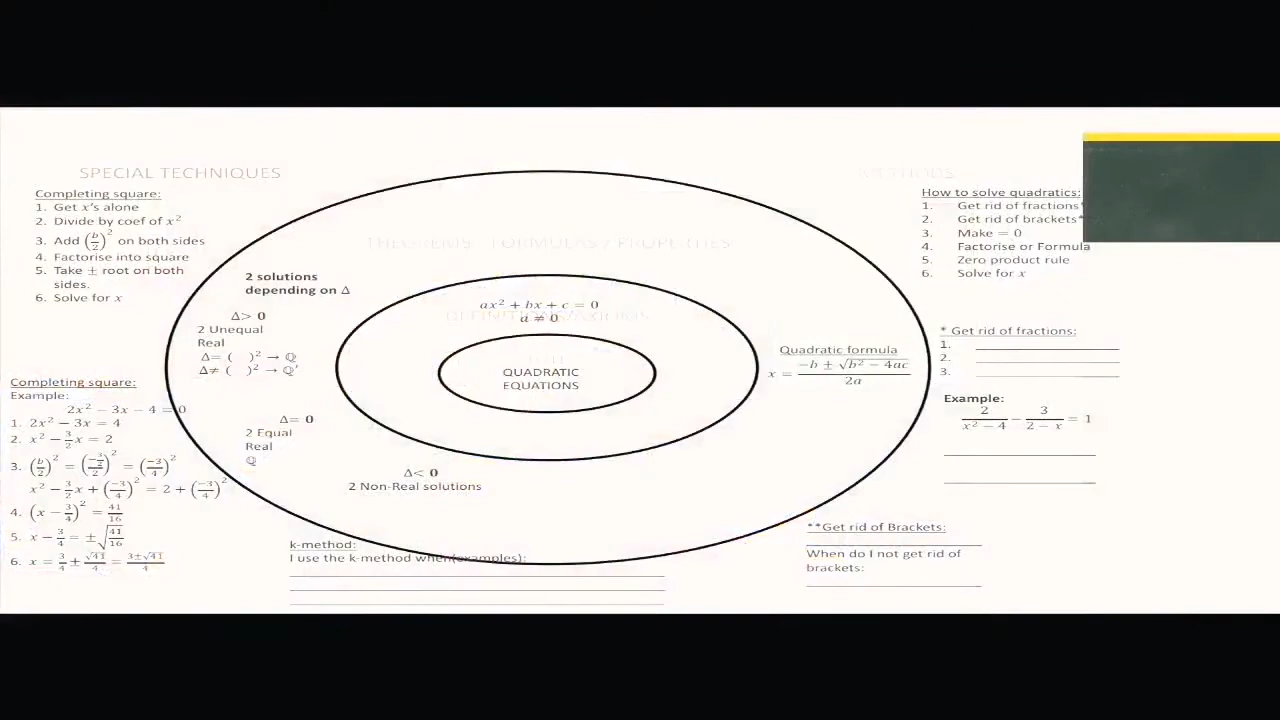 SPECIAL TECHNIQUES
Completing square:
1. Get x's alone
2. Divide by coef of x²
3. Add (b/2)² on both sides
4. Factorise into square
5. Take ± root on both
sides.
6. Solve for x
Completing square:
Example:
2x² − 3x − 4 = 0
1. 2x² − 3x = 4
2. x² − 3/2 x = 2
3. (b/2)² = (−3/2/2)² = (−3/4)²
x² − 3/2 x + (−3/4)² = 2 + (−3/4)²
4. (x − 3/4)² = 41/16
5. x − 3/4 = ± √(41/16)
6. x = 3/4 ± √41/4 = 3±√41/4
THEOREMS / FORMULAS / PROPERTIES
2 solutions
depending on Δ
Δ> 0
2 Unequal
Real
Δ= ( )² → ℚ
Δ≠ ( )² → ℚ'
Δ= 0
2 Equal
Real
ℚ
Δ< 0
2 Non-Real solutions
ax² + bx + c = 0
a ≠ 0
DEFINITIONS/AXIOMS
QUADRATIC
EQUATIONS
Quadratic formula
x = −b ± √(b² − 4ac) / 2a
k-method:
I use the k-method when(examples):
METHODS
How to solve quadratics:
1. Get rid of fractions*
2. Get rid of brackets*
3. Make = 0
4. Factorise or Formula
5. Zero product rule
6. Solve for x
* Get rid of fractions:
1.
2.
3.
Example:
2/(x² − 4) − 3/(2 − x) = 1
**Get rid of Brackets:
When do I not get rid of
brackets: